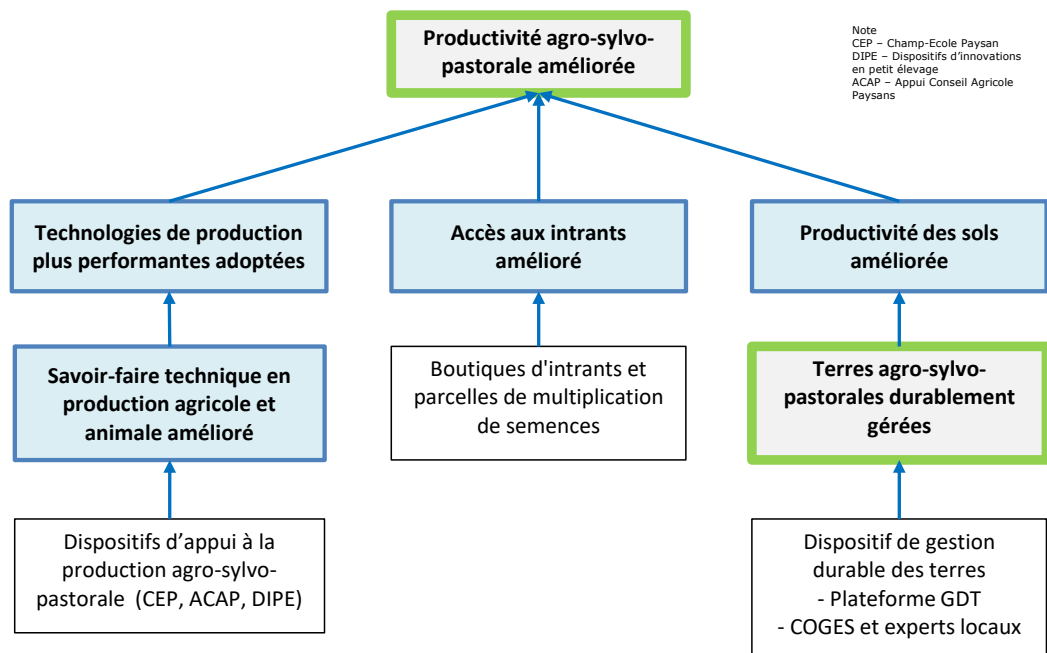 Productivité agro-sylvo-
pastorale améliorée
Note
CEP – Champ-Ecole Paysan
DIPE – Dispositifs d'innovations
en petit élevage
ACAP – Appui Conseil Agricole
Paysans
Technologies de production
plus performantes adoptées
Accès aux intrants
amélioré
Productivité des sols
améliorée
Savoir-faire technique en
production agricole et
animale amélioré
Boutiques d'intrants et
parcelles de multiplication
de semences
Terres agro-sylvo-
pastorales durablement
gérées
Dispositifs d’appui à la
production agro-sylvo-
pastorale (CEP, ACAP, DIPE)
Dispositif de gestion
durable des terres
- Plateforme GDT
- COGES et experts locaux